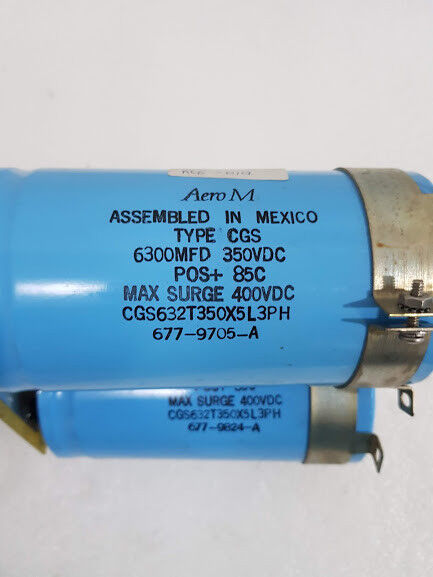 Aero M
ASSEMBLED IN MEXICO
TYPE CGS
6300MFD 350VDC
POS+ 85C
MAX SURGE 400VDC
CGS632T350X5L3PH
677-9705-A
MAX SURGE 400VDC
CGS632T350X5L3PH
677-9824-A